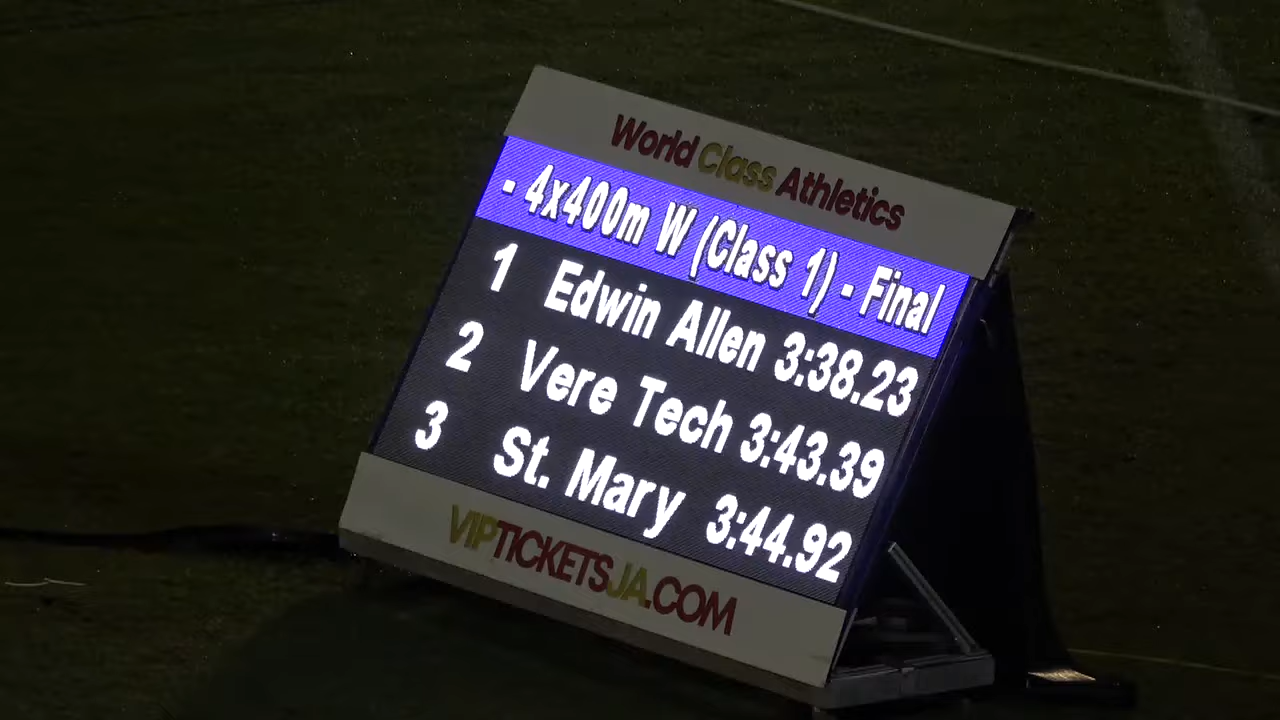 World Class Athletics
- 4x400m W (Class 1) - Final
1 Edwin Allen 3:38.23
2 Vere Tech 3:43.39
3 St. Mary 3:44.92
VIPTICKETSJA.COM